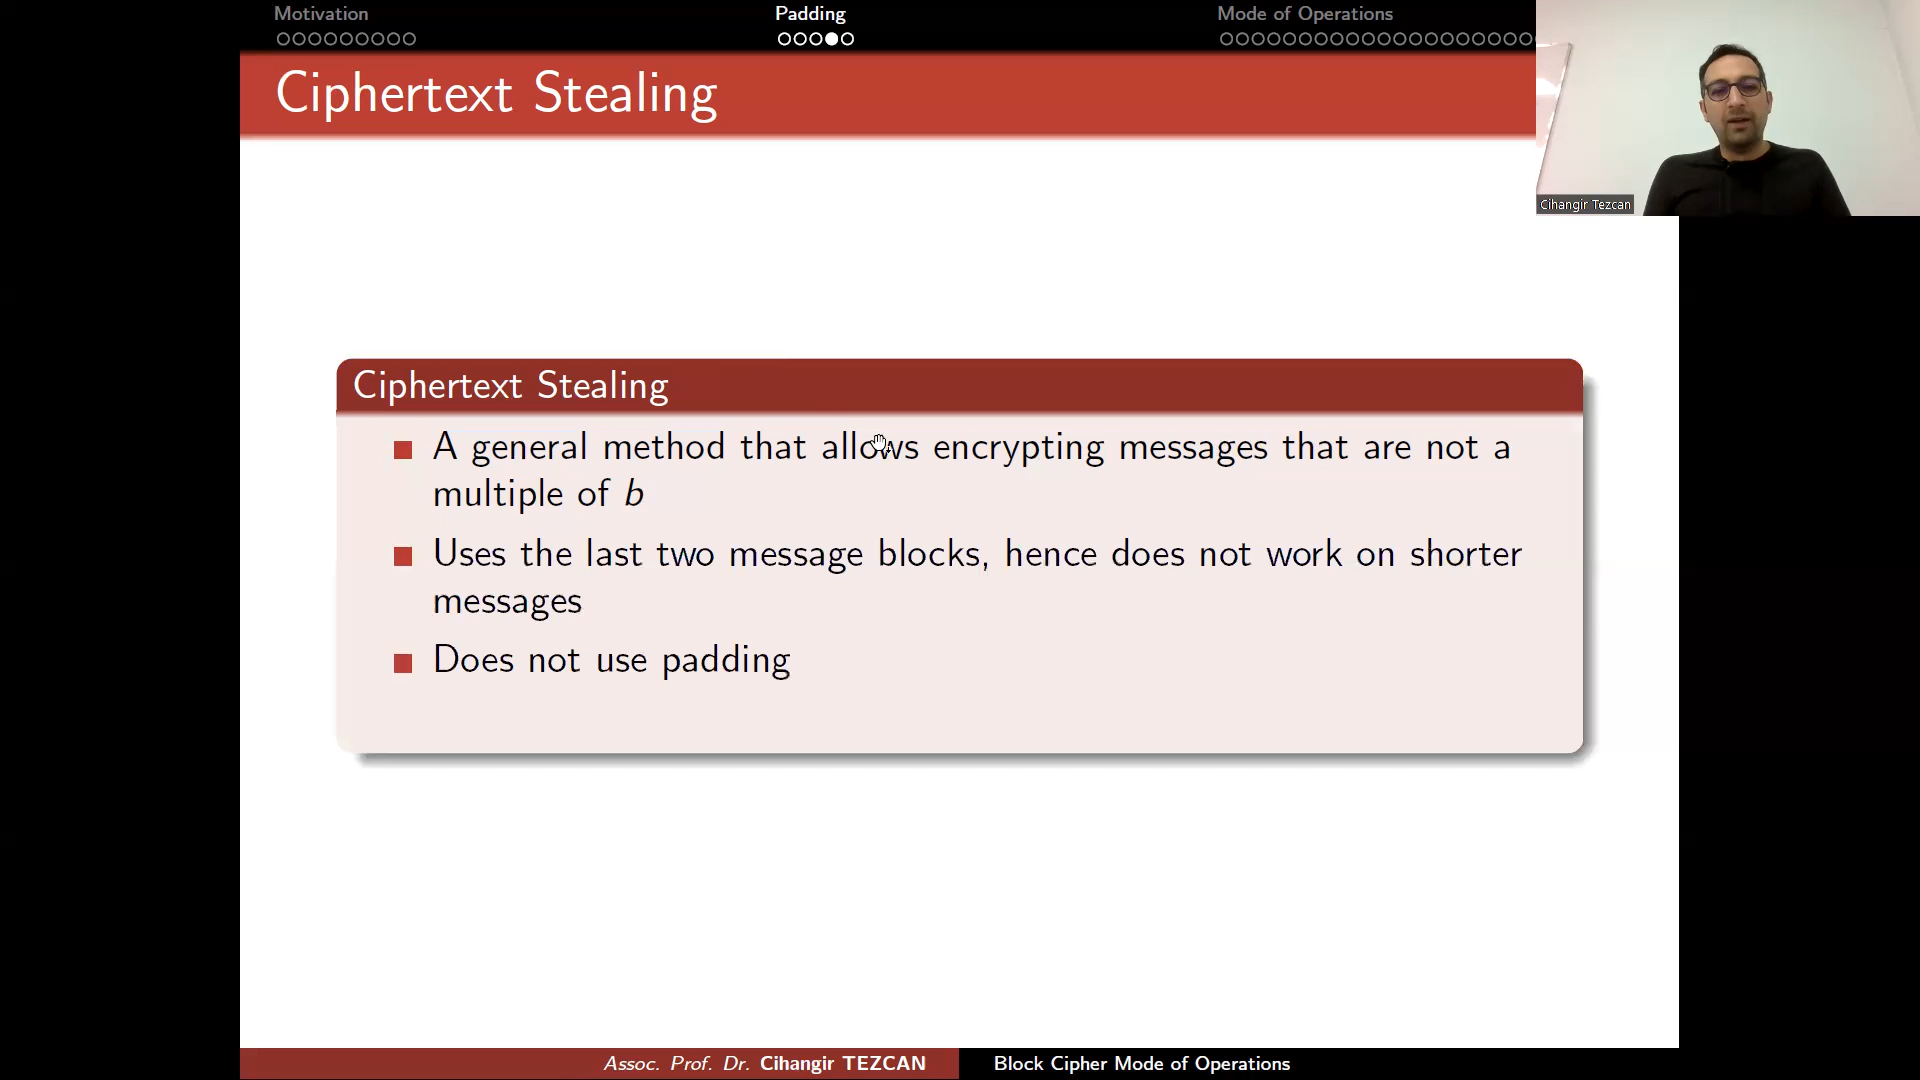 Motivation
Padding
Mode of Operations
Ciphertext Stealing
Cihangir Tezcan
Ciphertext Stealing
A general method that allows encrypting messages that are not a
multiple of b
Uses the last two message blocks, hence does not work on shorter
messages
Does not use padding
Assoc. Prof. Dr. Cihangir TEZCAN
Block Cipher Mode of Operations